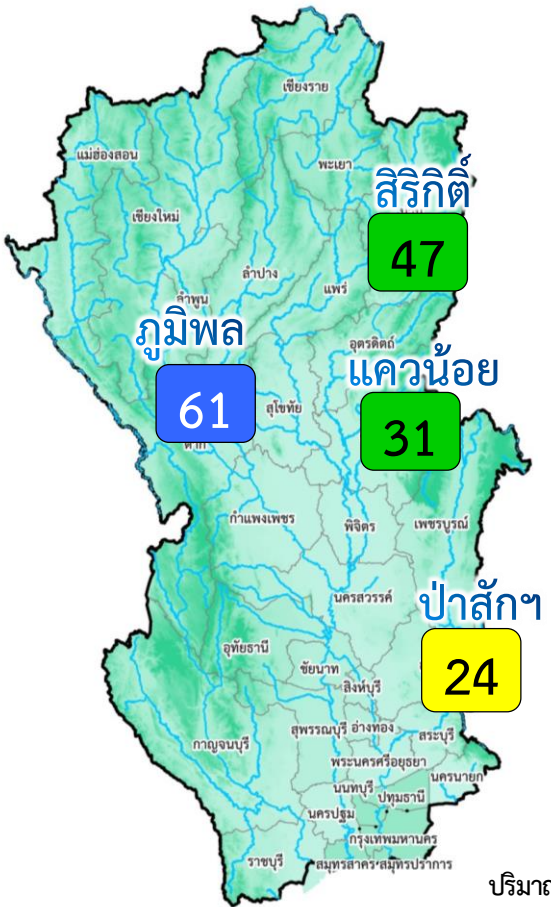 เชียงราย
แม่ฮ่องสอน
พะเยา
เชียงใหม่
สิริกิติ์
47
ลำปาง
แพร่
ลำพูน
ภูมิพล
61
อุตรดิตถ์
แควน้อย
31
สุโขทัย
ตาก
กำแพงเพชร
พิจิตร
เพชรบูรณ์
นครสวรรค์
ป่าสักฯ
24
อุทัยธานี
ชัยนาท
สิงห์บุรี
สุพรรณบุรี อ่างทอง
สระบุรี
กาญจนบุรี
พระนครศรีอยุธยา
นครนายก
นนทบุรี
ปทุมธานี
นครปฐม
กรุงเทพมหานคร
ราชบุรี
สมุทรสาคร สมุทรปราการ